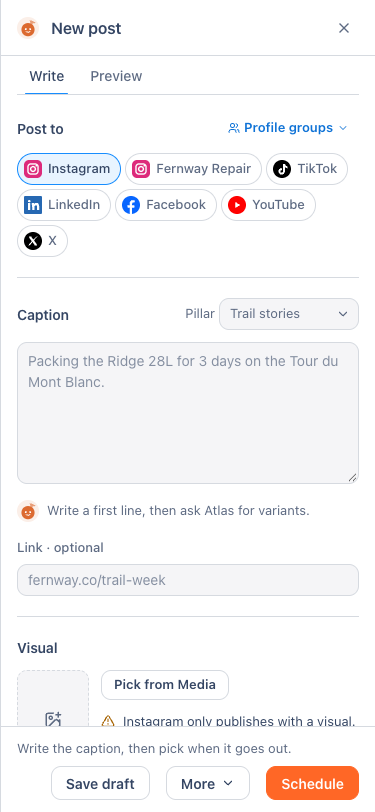 New post
Write Preview
Post to Profile groups
Instagram Fernway Repair TikTok
LinkedIn Facebook YouTube
X
Caption Pillar Trail stories
Packing the Ridge 28L for 3 days on the Tour du
Mont Blanc.
Write a first line, then ask Atlas for variants.
Link · optional
fernway.co/trail-week
Visual
Pick from Media
Instagram only publishes with a visual.
Write the caption, then pick when it goes out.
Save draft More Schedule